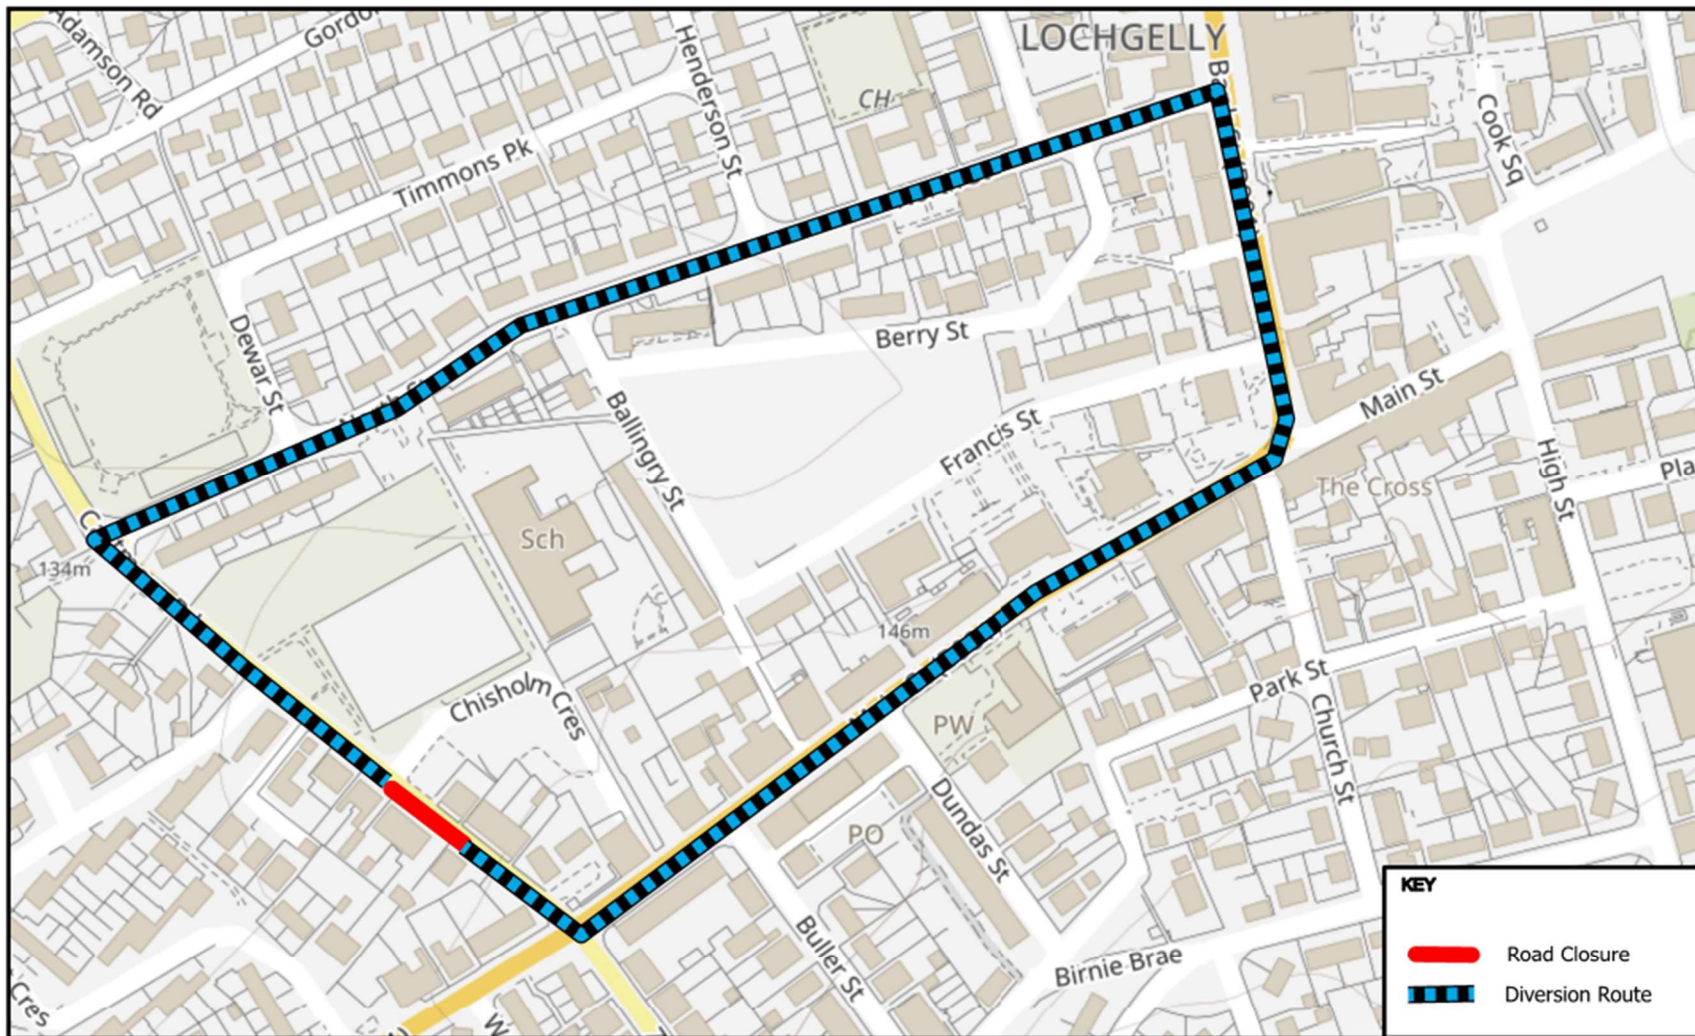 Adamson Rd
Gordon
Henderson St
LOCHGELLY
CH
Cook Sq
Timmons Pk
Dewar St
Berry St
Ballingry St
Francis St
Main St
The Cross
High St
134m
Sch
146m
Chisholm Cres
PW
Park St
Church St
PO
Dundas St
Buller St
Birnie Brae
Cres
KEY
Road Closure
Diversion Route